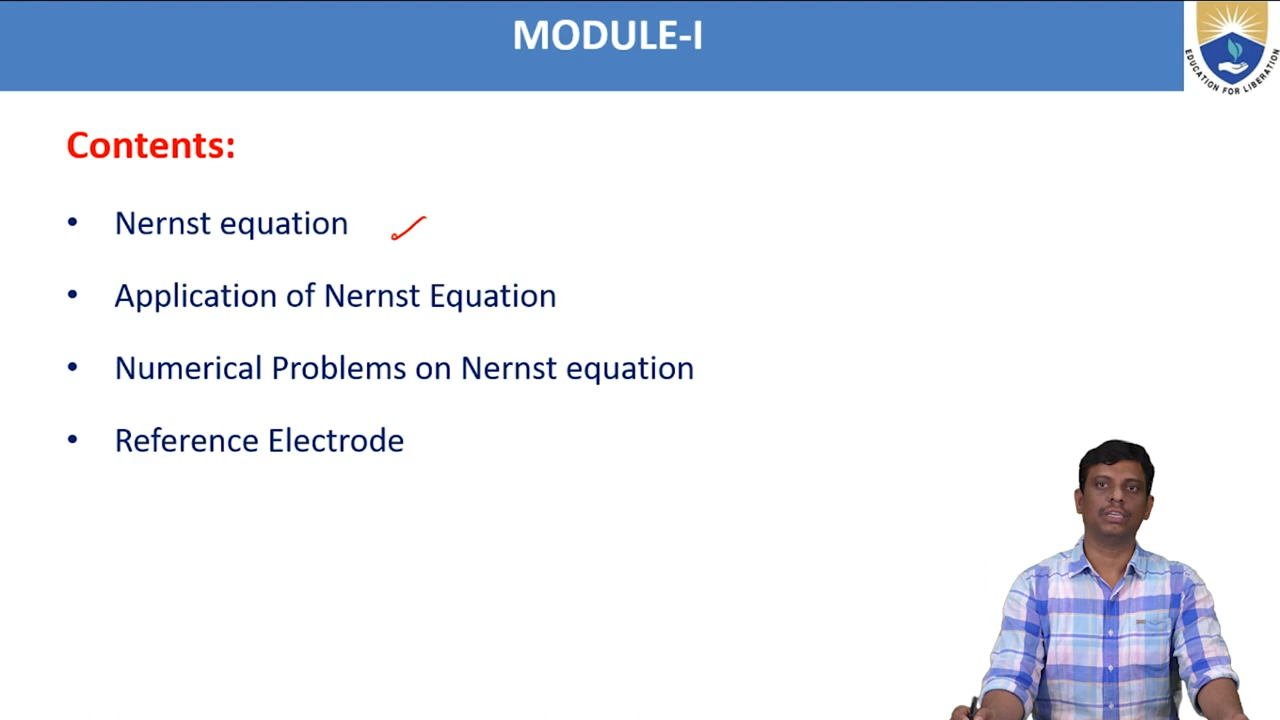 MODULE-I
EDUCATION FOR LIBERATION
Contents:
• Nernst equation
• Application of Nernst Equation
• Numerical Problems on Nernst equation
• Reference Electrode